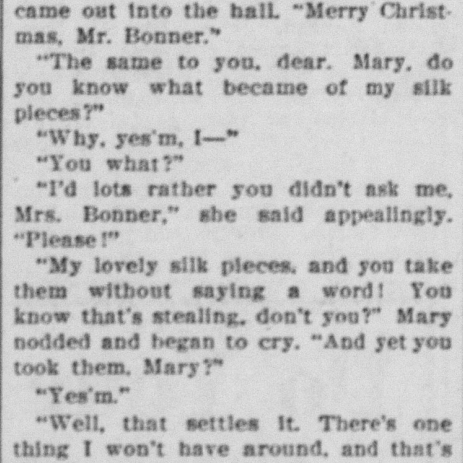 came out into the hall. "Merry Christ-
mas, Mr. Bonner."
"The same to you, dear. Mary, do
you know what became of my silk
pieces?"
"Why, yes'm, I—"
"You what?"
"I'd lots rather you didn't ask me,
Mrs. Bonner," she said appealingly.
"Please!"
"My lovely silk pieces, and you take
them without saying a word! You
know that's stealing, don't you?" Mary
nodded and began to cry. "And yet you
took them, Mary?"
"Yes'm."
"Well, that settles it. There's one
thing I won't have around, and that's